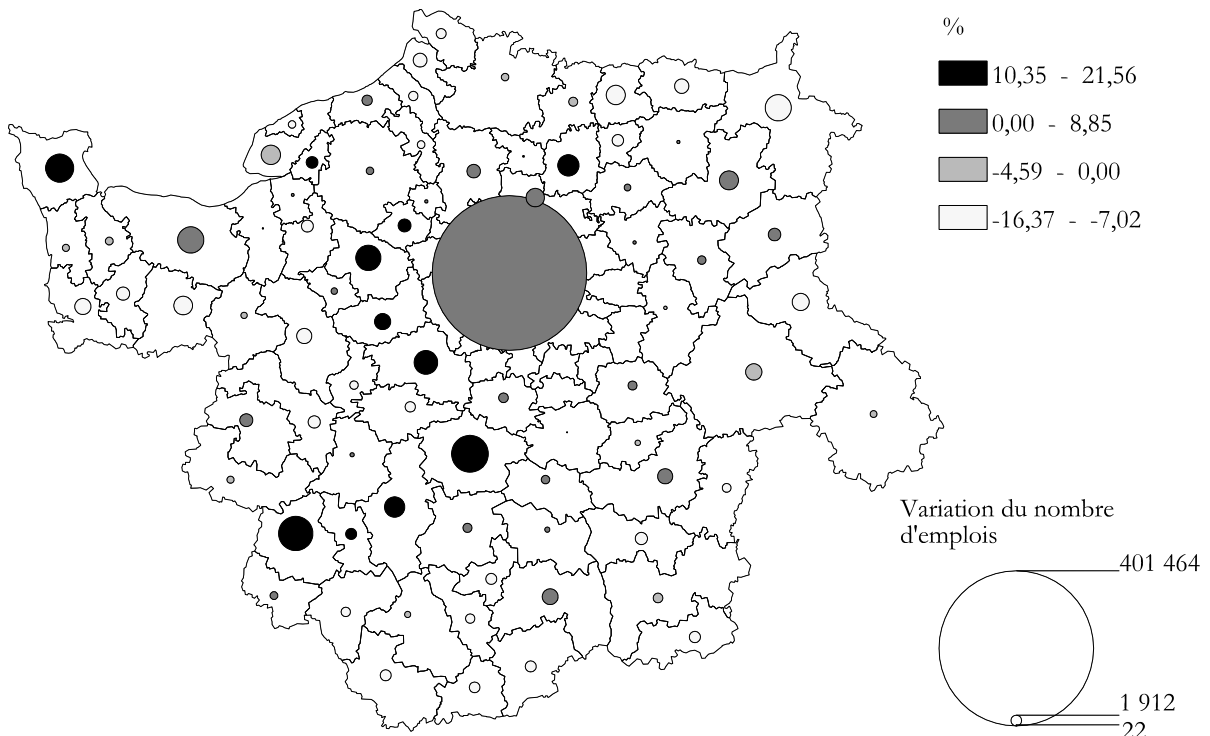 %
10,35 - 21,56
0,00 - 8,85
-4,59 - 0,00
-16,37 - -7,02
Variation du nombre
d'emplois
401 464
1 912
22